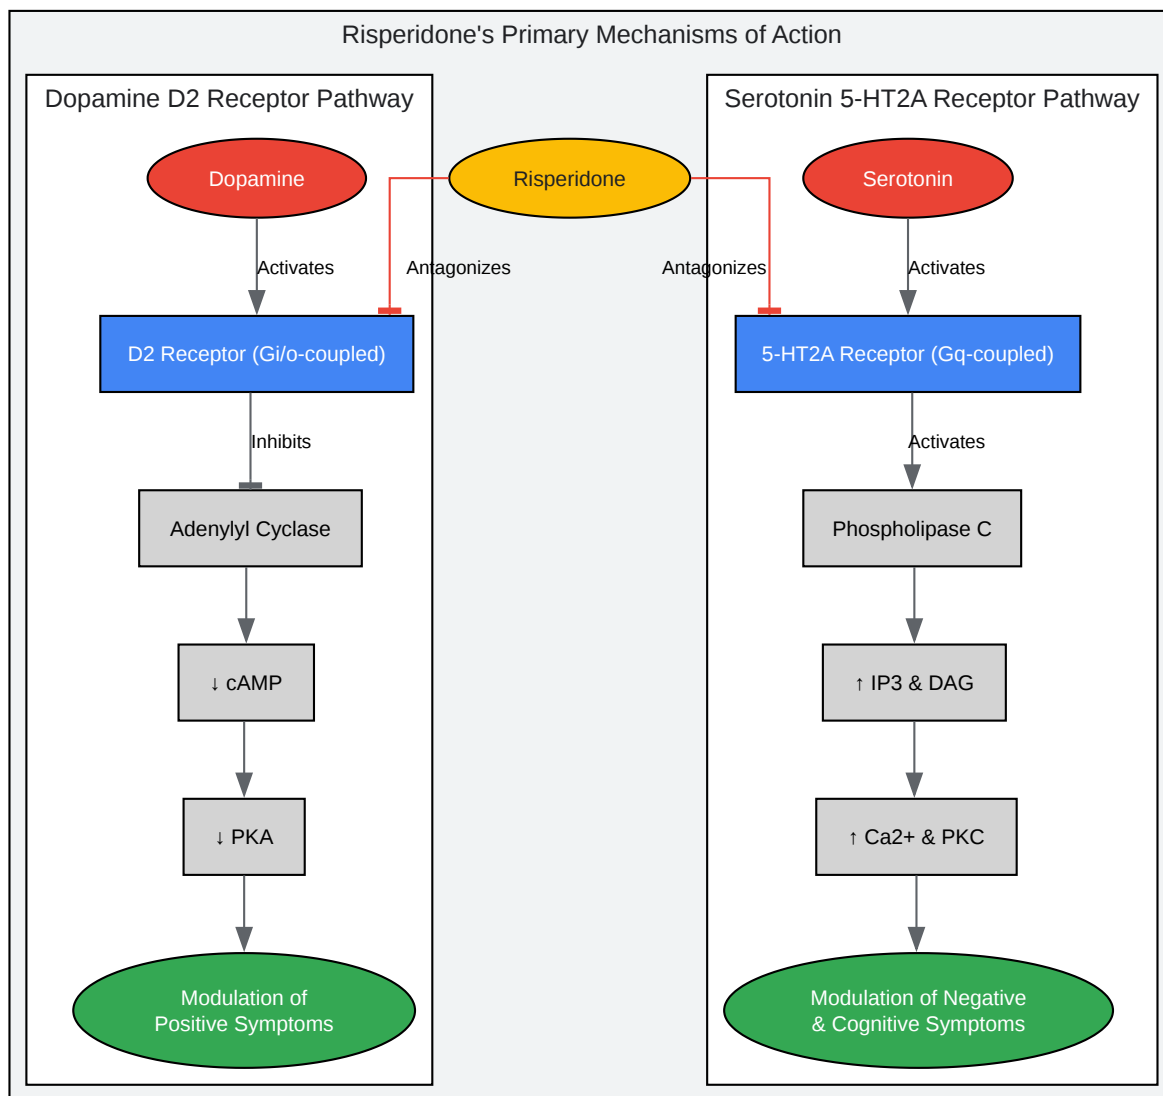 Risperidone's Primary Mechanisms of Action
Dopamine D2 Receptor Pathway
Serotonin 5-HT2A Receptor Pathway
Dopamine
Risperidone
Serotonin
Activates
Antagonizes
Antagonizes
Activates
D2 Receptor (Gi/o-coupled)
5-HT2A Receptor (Gq-coupled)
Inhibits
Activates
Adenylyl Cyclase
Phospholipase C
↓ cAMP
↑ IP3 & DAG
↓ PKA
↑ Ca2+ & PKC
Modulation of
Positive Symptoms
Modulation of Negative
& Cognitive Symptoms